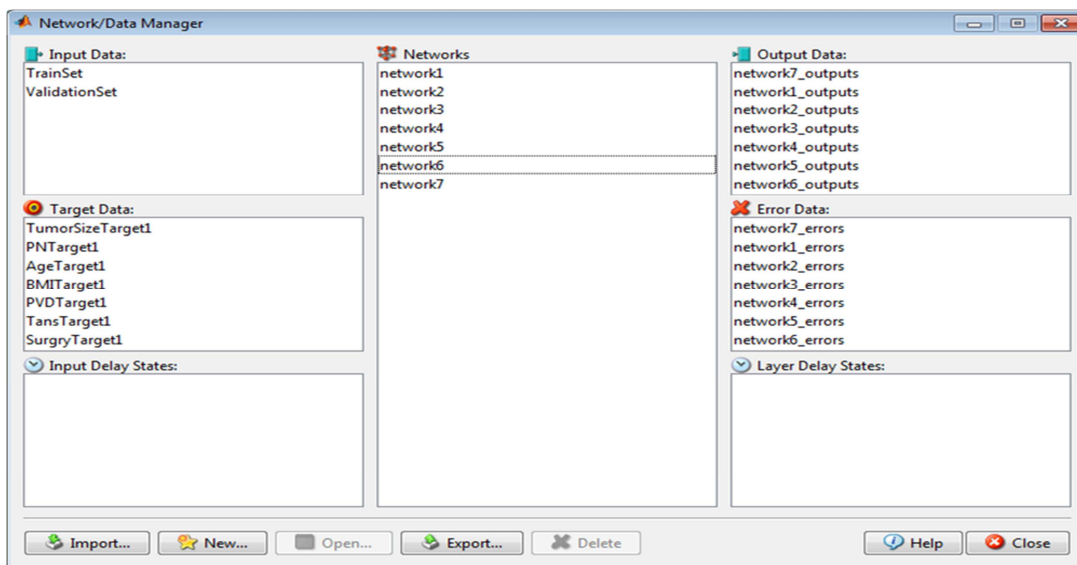 Network/Data Manager
Input Data:
TrainSet
ValidationSet
Target Data:
TumorSizeTarget1
PNTarget1
AgeTarget1
BMITarget1
PVDTarget1
TansTarget1
SurgryTarget1
Input Delay States:
Networks
network1
network2
network3
network4
network5
network6
network7
Output Data:
network7_outputs
network1_outputs
network2_outputs
network3_outputs
network4_outputs
network5_outputs
network6_outputs
Error Data:
network7_errors
network1_errors
network2_errors
network3_errors
network4_errors
network5_errors
network6_errors
Layer Delay States:
Import... New... Open... Export... Delete Help Close